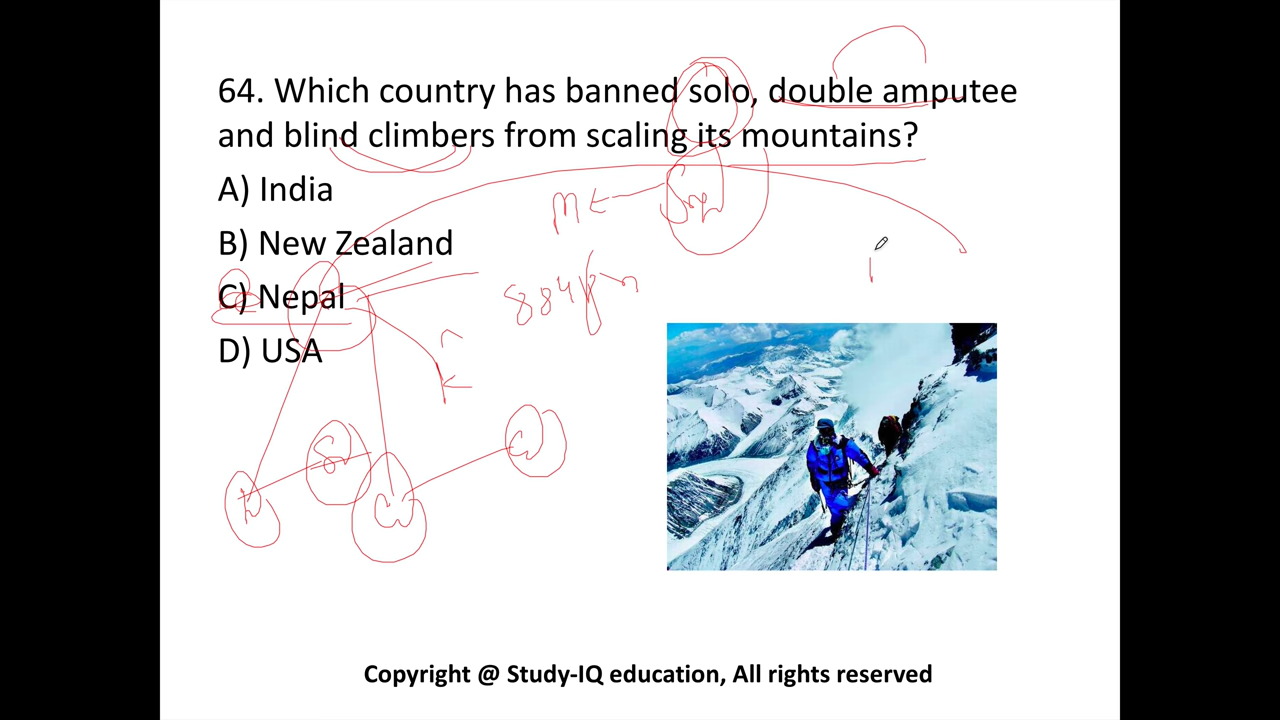 64. Which country has banned solo, double amputee
and blind climbers from scaling its mountains?
A) India
B) New Zealand
C) Nepal
D) USA
Copyright @ Study-IQ education, All rights reserved